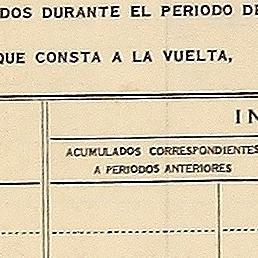 DOS DURANTE EL PERIODO DE
QUE CONSTA A LA VUELTA,
IN
ACUMULADOS CORRESPONDIENTES
A PERIODOS ANTERIORES